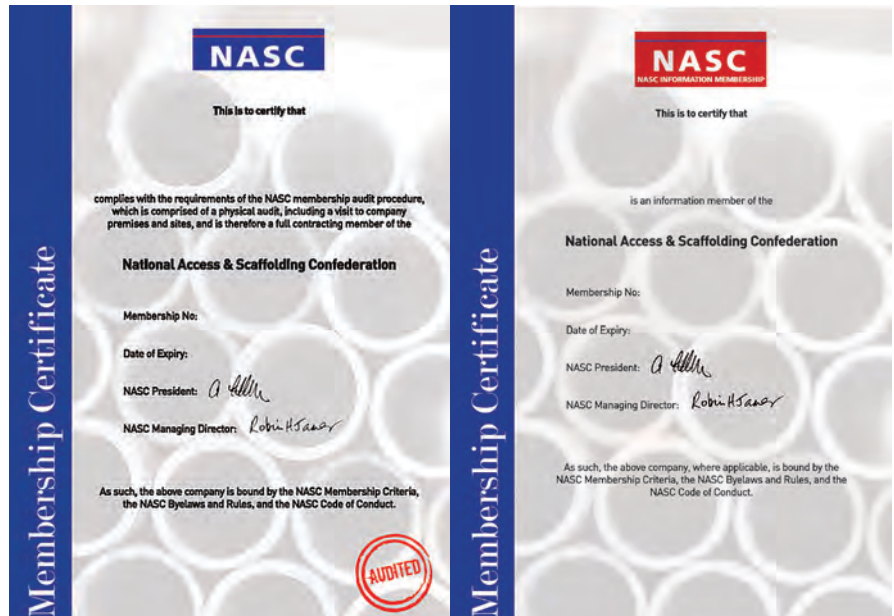 Membership Certificate
NASC
This is to certify that
complies with the requirements of the NASC membership audit procedure,
which is comprised of a physical audit, including a visit to company
premises and sites, and is therefore a full contracting member of the
National Access & Scaffolding Confederation
Membership No:
Date of Expiry:
NASC President:
NASC Managing Director: Robin H James
As such, the above company is bound by the NASC Membership Criteria,
the NASC Byelaws and Rules, and the NASC Code of Conduct.
AUDITED
Membership Certificate
NASC
NASC INFORMATION MEMBERSHIP
This is to certify that
is an information member of the
National Access & Scaffolding Confederation
Membership No:
Date of Expiry:
NASC President:
NASC Managing Director: Robin H James
As such, the above company, where applicable, is bound by the
NASC Membership Criteria, the NASC Byelaws and Rules, and the
NASC Code of Conduct.